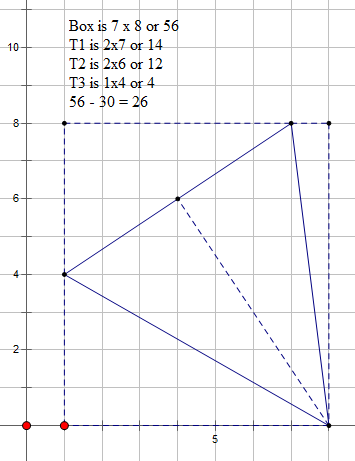 Box is 7 x 8 or 56
T1 is 2x7 or 14
T2 is 2x6 or 12
T3 is 1x4 or 4
56 - 30 = 26
10
8
6
4
2
5